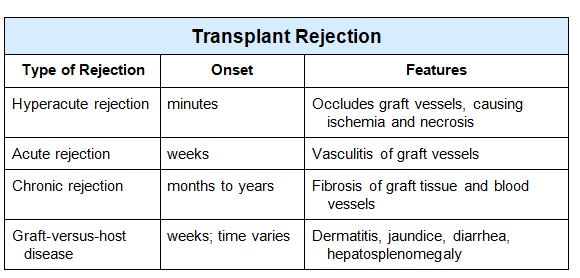 Transplant Rejection
Type of Rejection Onset Features
Hyperacute rejection minutes Occludes graft vessels, causing
ischemia and necrosis
Acute rejection weeks Vasculitis of graft vessels
Chronic rejection months to years Fibrosis of graft tissue and blood
vessels
Graft-versus-host weeks; time varies Dermatitis, jaundice, diarrhea,
disease hepatosplenomegaly